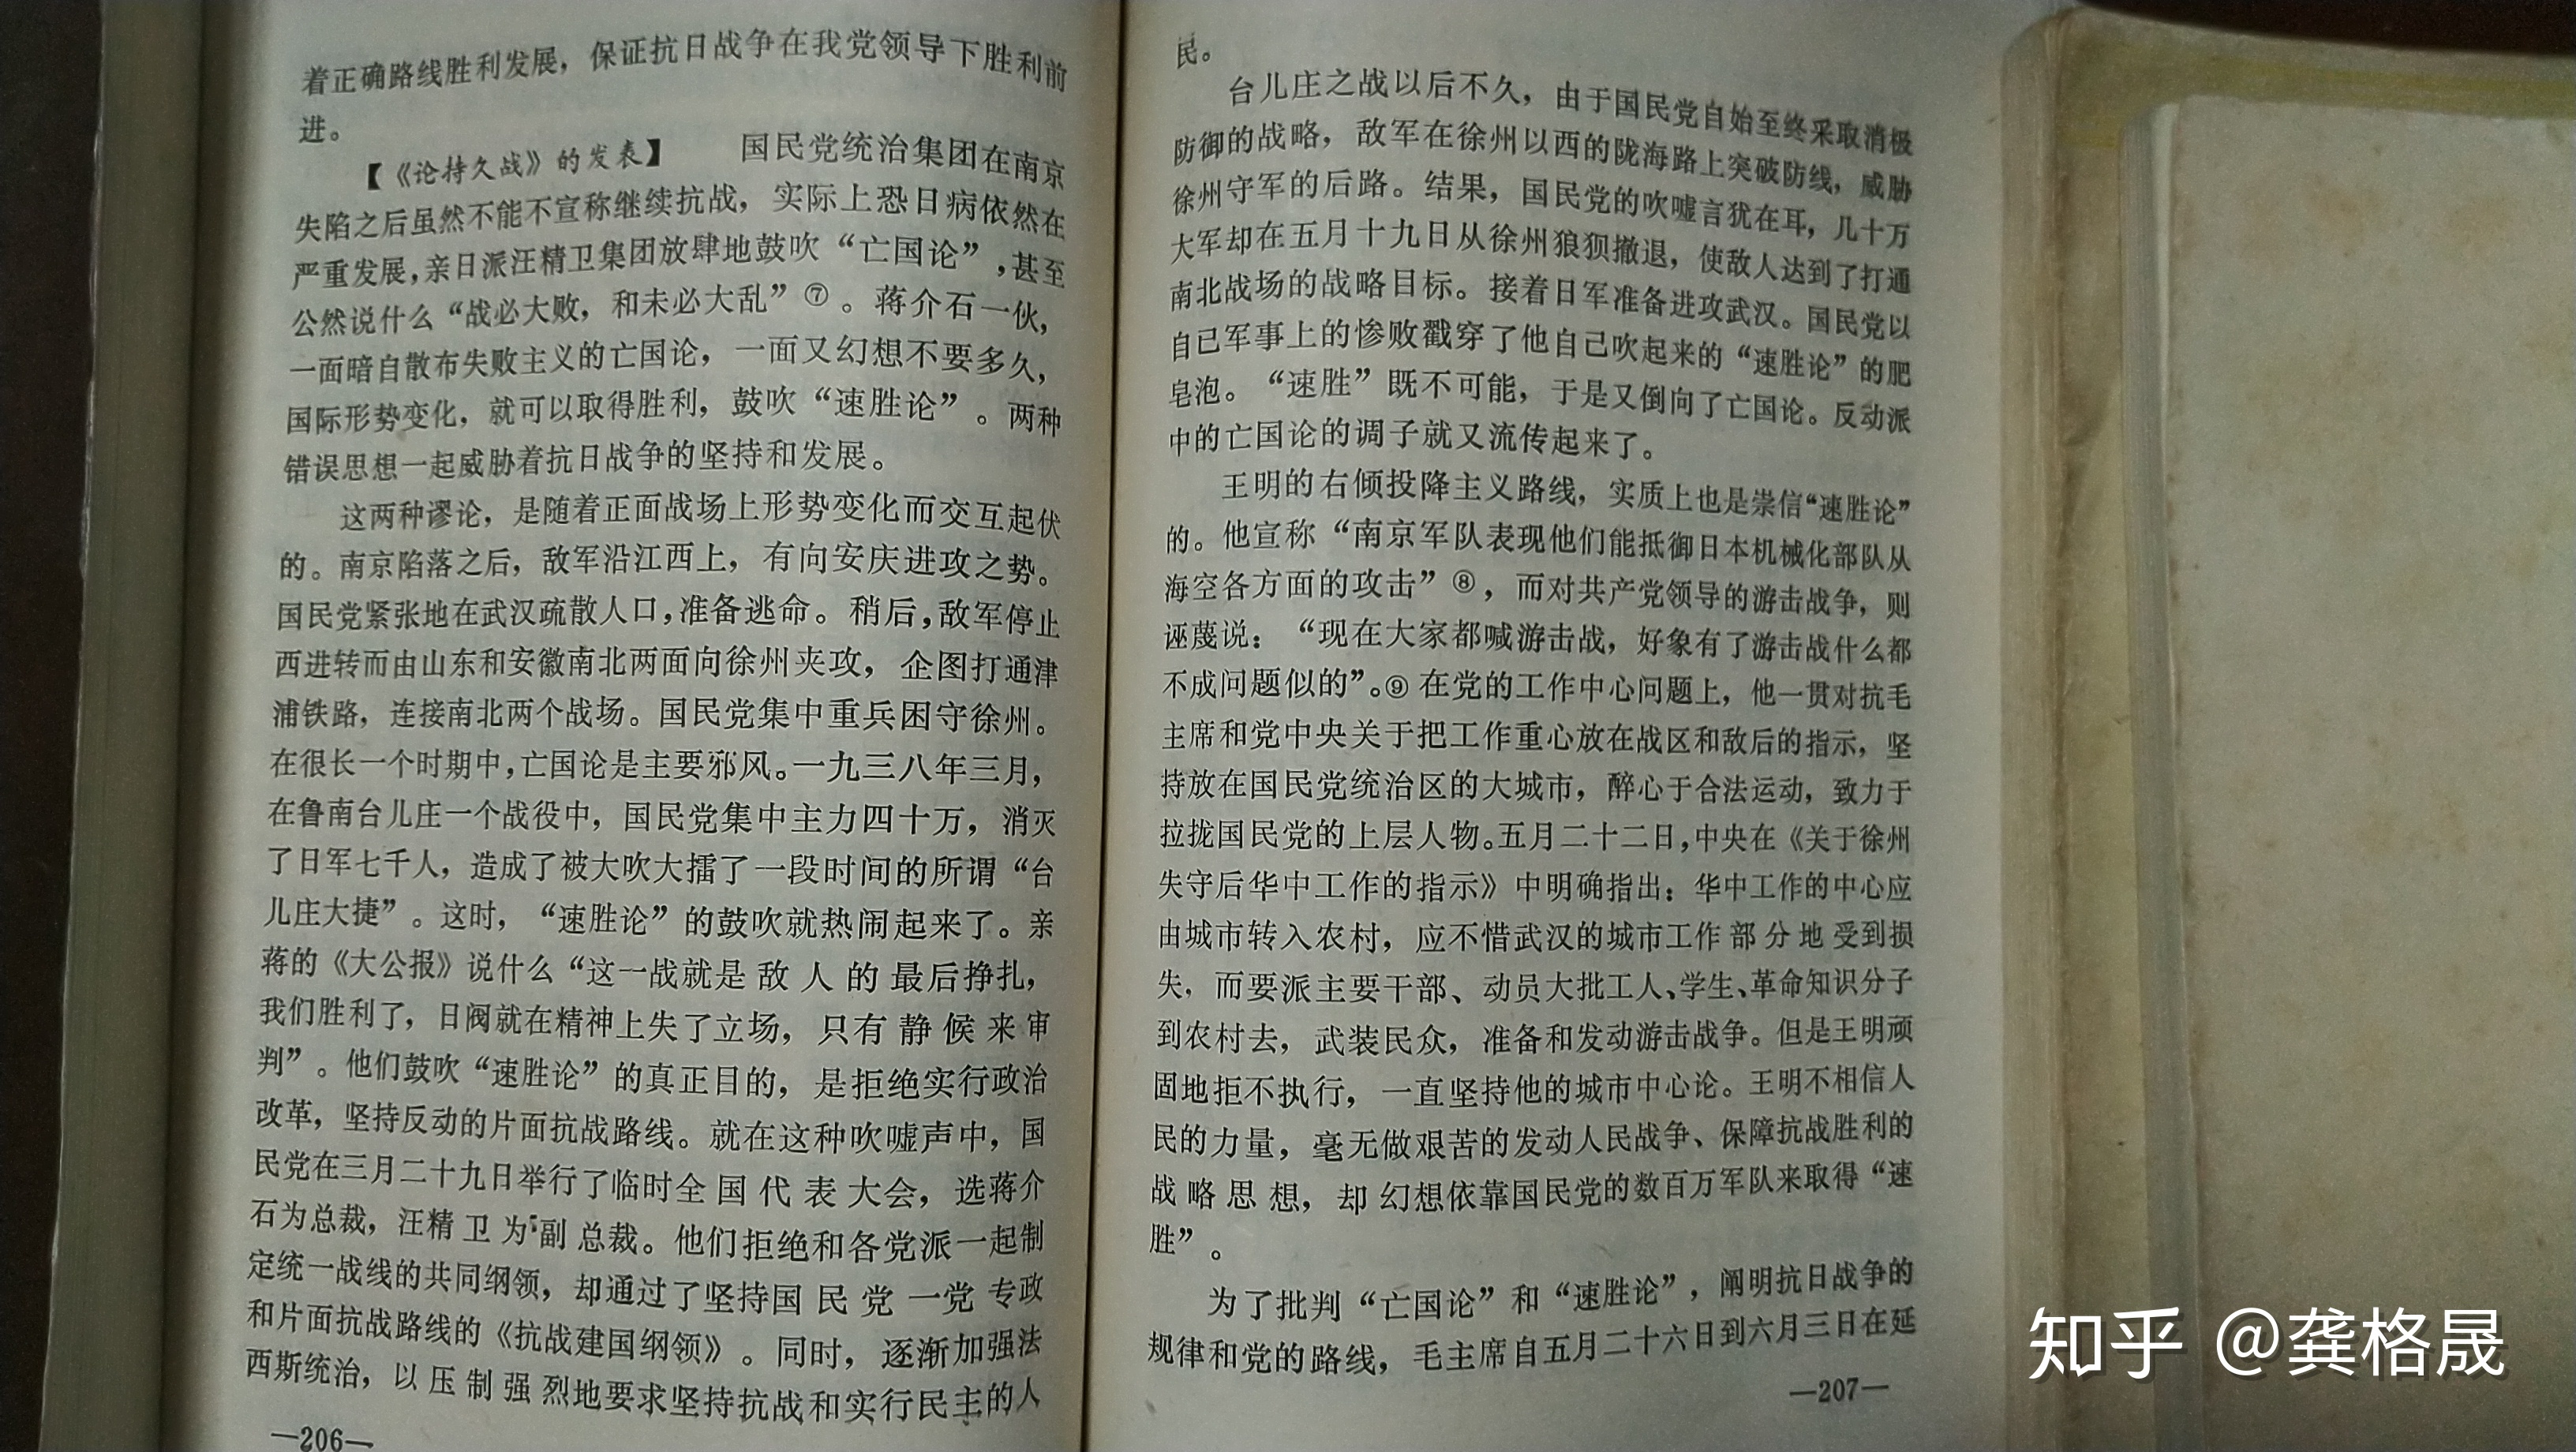 着正确路线胜利发展，保证抗日战争在我党领导下胜利前
进。
【《论持久战》的发表】　　国民党统治集团在南京
失陷之后虽然不能不宣称继续抗战，实际上恐日病依然在
严重发展，亲日派汪精卫集团放肆地鼓吹“亡国论”，甚至
公然说什么“战必大败，和未必大乱”⑦。蒋介石一伙，
一面暗自散布失败主义的亡国论，一面又幻想不要多久，
国际形势变化，就可以取得胜利，鼓吹“速胜论”。两种
错误思想一起威胁着抗日战争的坚持和发展。
这两种谬论，是随着正面战场上形势变化而交互起伏
的。南京陷落之后，敌军沿江西上，有向安庆进攻之势。
国民党紧张地在武汉疏散人口，准备逃命。稍后，敌军停止
西进转而由山东和安徽南北两面向徐州夹攻，企图打通津
浦铁路，连接南北两个战场。国民党集中重兵困守徐州。
在很长一个时期中，亡国论是主要邪风。一九三八年三月，
在鲁南台儿庄一个战役中，国民党集中主力四十万，消灭
了日军七千人，造成了被大吹大擂了一段时间的所谓“台
儿庄大捷”。这时，“速胜论”的鼓吹就热闹起来了。亲
蒋的《大公报》说什么“这一战就是敌人的最后挣扎，
我们胜利了，日阀就在精神上失了立场，只有静候来审
判”。他们鼓吹“速胜论”的真正目的，是拒绝实行政治
改革，坚持反动的片面抗战路线。就在这种吹嘘声中，国
民党在三月二十九日举行了临时全国代表大会，选蒋介
石为总裁，汪精卫为副总裁。他们拒绝和各党派一起制
定统一战线的共同纲领，却通过了坚持国民党一党专政
和片面抗战路线的《抗战建国纲领》。同时，逐渐加强法
西斯统治，以压制强烈地要求坚持抗战和实行民主的人
—206—
民。
台儿庄之战以后不久，由于国民党自始至终采取消极
防御的战略，敌军在徐州以西的陇海路上突破防线，威胁
徐州守军的后路。结果，国民党的吹嘘言犹在耳，几十万
大军却在五月十九日从徐州狼狈撤退，使敌人达到了打通
南北战场的战略目标。接着日军准备进攻武汉。国民党以
自己军事上的惨败戳穿了他自己吹起来的“速胜论”的肥
皂泡。“速胜”既不可能，于是又倒向了亡国论。反动派
中的亡国论的调子就又流传起来了。
王明的右倾投降主义路线，实质上也是崇信“速胜论”
的。他宣称“南京军队表现他们能抵御日本机械化部队从
海空各方面的攻击”⑧，而对共产党领导的游击战争，则
诬蔑说：“现在大家都喊游击战，好象有了游击战什么都
不成问题似的”。⑨在党的工作中心问题上，他一贯对抗毛
主席和党中央关于把工作重心放在战区和敌后的指示，坚
持放在国民党统治区的大城市，醉心于合法运动，致力于
拉拢国民党的上层人物。五月二十二日，中央在《关于徐州
失守后华中工作的指示》中明确指出：华中工作的中心应
由城市转入农村，应不惜武汉的城市工作部分地受到损
失，而要派主要干部、动员大批工人、学生、革命知识分子
到农村去，武装民众，准备和发动游击战争。但是王明顽
固地拒不执行，一直坚持他的城市中心论。王明不相信人
民的力量，毫无做艰苦的发动人民战争、保障抗战胜利的
战略思想，却幻想依靠国民党的数百万军队来取得“速
胜”。
为了批判“亡国论”和“速胜论”，阐明抗日战争的
规律和党的路线，毛主席自五月二十六日到六月三日在延
—207—
知乎 @龚格晟